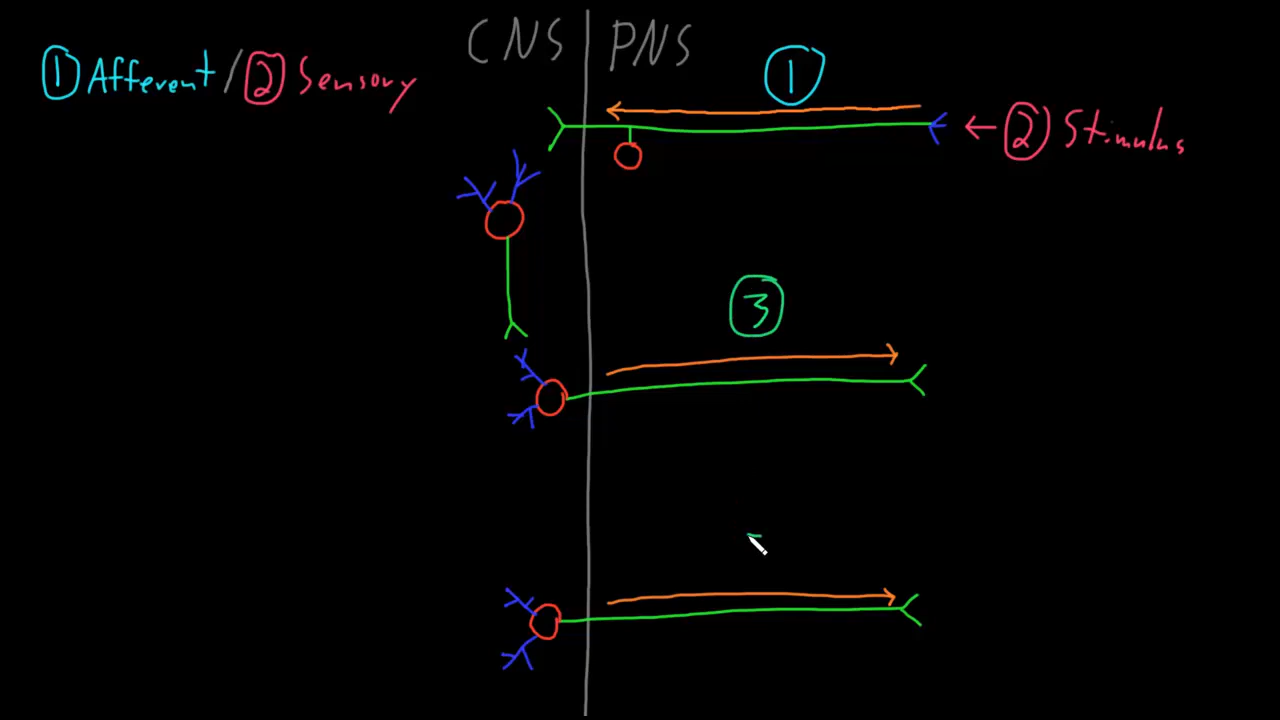 CNS PNS
① Afferent / ② Sensory
①
← ② Stimulus
③